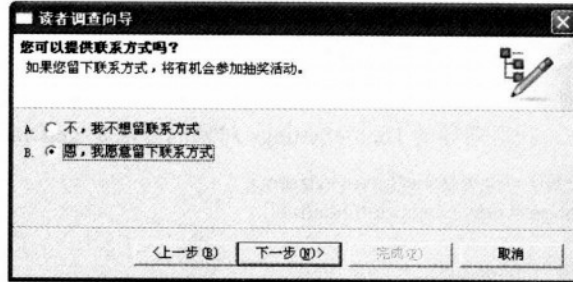 读者调查向导
您可以提供联系方式吗?
如果您留下联系方式，将有机会参加抽奖活动。
A. 不，我不想留联系方式
B. 恩，我愿意留下联系方式
<上一步(B) 下一步(N)> 完成(F) 取消